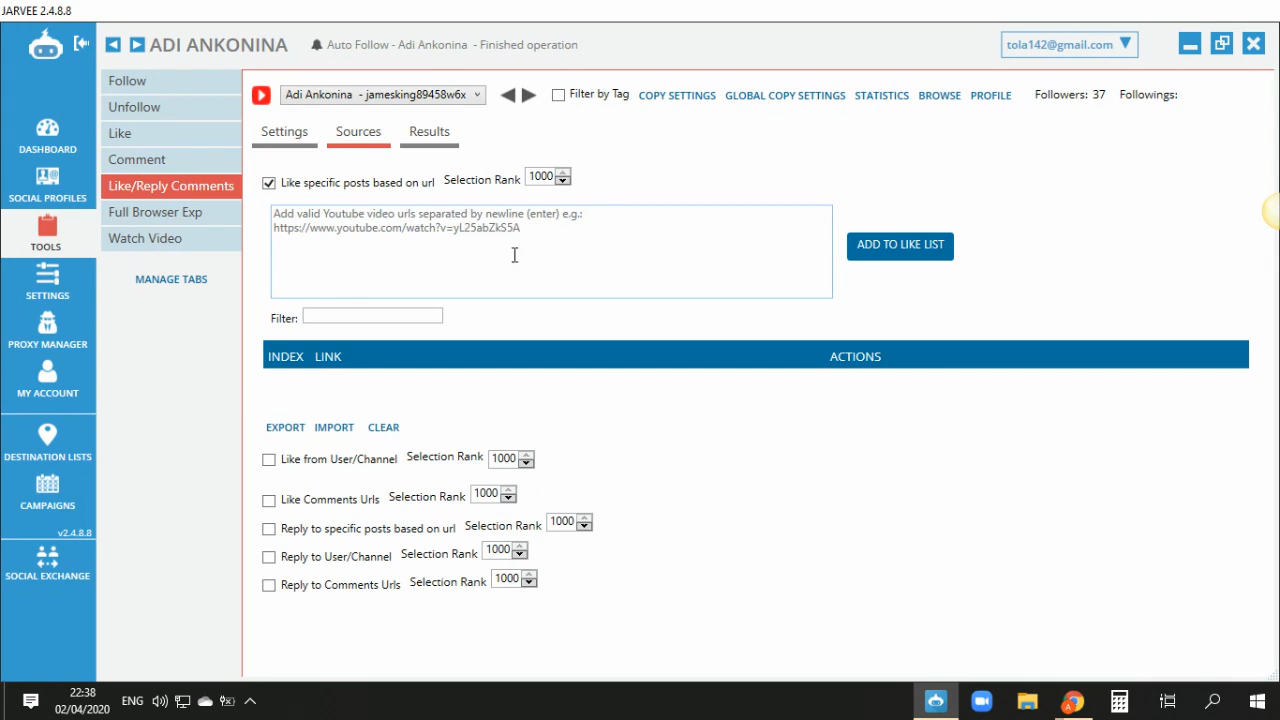 JARVEE 2.4.8.8
ADI ANKONINA
Auto Follow - Adi Ankonina - Finished operation
tola142@gmail.com
DASHBOARD
SOCIAL PROFILES
TOOLS
SETTINGS
PROXY MANAGER
MY ACCOUNT
DESTINATION LISTS
CAMPAIGNS
v2.4.8.8
SOCIAL EXCHANGE
Follow
Unfollow
Like
Comment
Like/Reply Comments
Full Browser Exp
Watch Video
MANAGE TABS
Adi Ankonina - jamesking89458w6x
Filter by Tag
COPY SETTINGS GLOBAL COPY SETTINGS STATISTICS BROWSE PROFILE
Followers: 37 Followings:
Settings Sources Results
Like specific posts based on url Selection Rank 1000
Add valid Youtube video urls separated by newline (enter) e.g.:
https://www.youtube.com/watch?v=yL25abZkS5A
ADD TO LIKE LIST
Filter:
INDEX LINK ACTIONS
EXPORT IMPORT CLEAR
Like from User/Channel Selection Rank 1000
Like Comments Urls Selection Rank 1000
Reply to specific posts based on url Selection Rank 1000
Reply to User/Channel Selection Rank 1000
Reply to Comments Urls Selection Rank 1000
22:38
02/04/2020
ENG